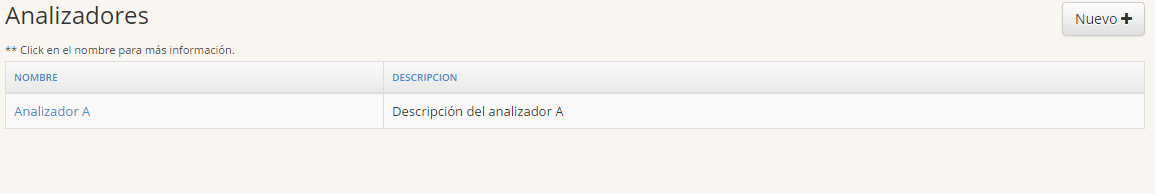 Analizadores
Nuevo
** Click en el nombre para más información.
NOMBRE DESCRIPCION
Analizador A Descripción del analizador A